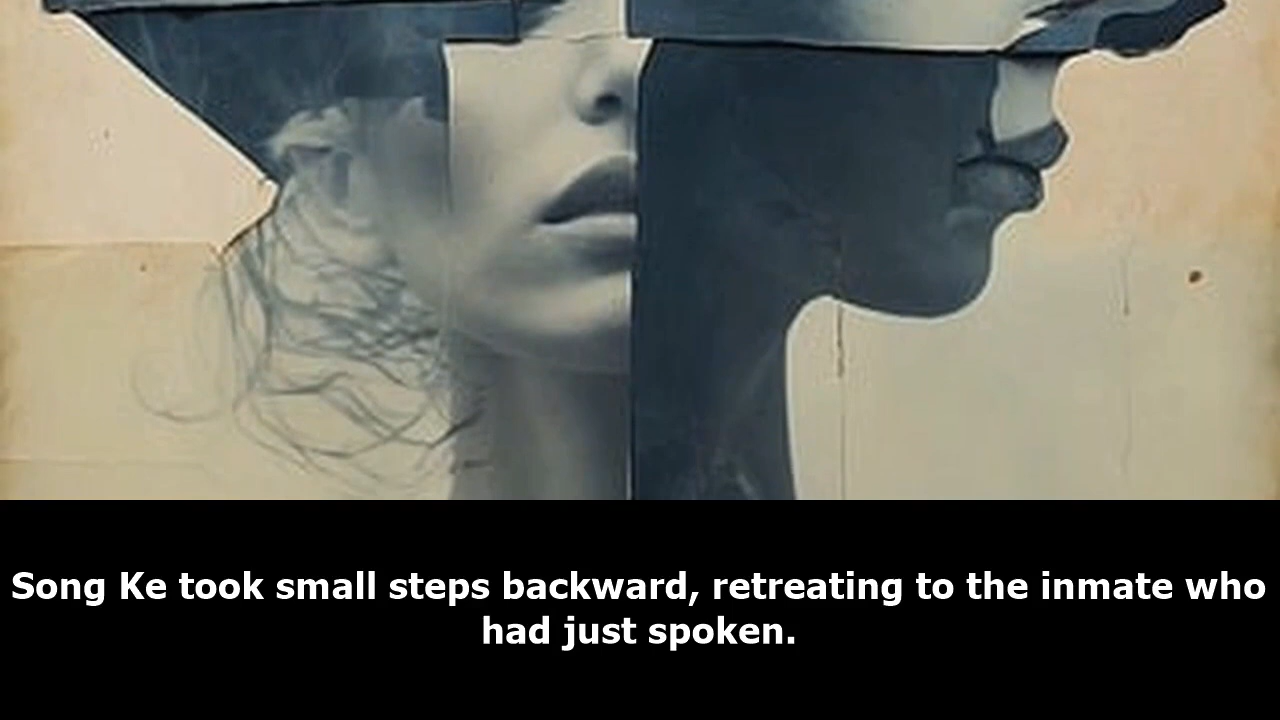 Song Ke took small steps backward, retreating to the inmate who
had just spoken.